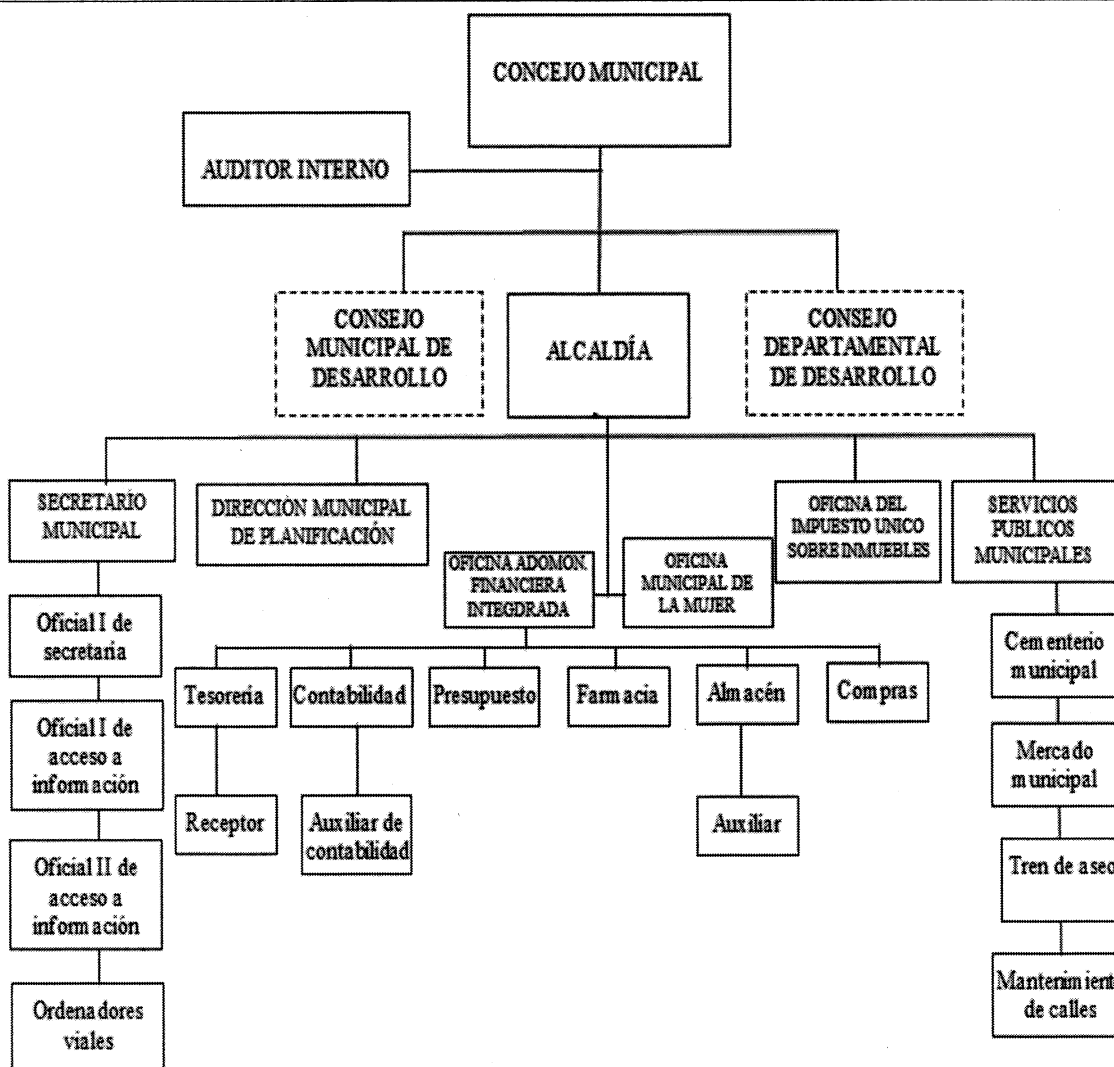 CONCEJO MUNICIPAL
AUDITOR INTERNO
CONSEJO
MUNICIPAL DE
DESARROLLO
ALCALDÍA
CONSEJO
DEPARTAMENTAL
DE DESARROLLO
SECRETARÍO
MUNICIPAL
DIRECCIÓN MUNICIPAL
DE PLANIFICACIÓN
OFICINA ADOMON.
FINANCIERA
INTEGDRADA
OFICINA
MUNICIPAL DE
LA MUJER
OFICINA DEL
IMPUESTO UNICO
SOBRE INMUEBLES
SERVICIOS
PUBLICOS
MUNICIPALES
Oficial I de
secretaria
Oficial I de
acceso a
información
Oficial II de
acceso a
información
Ordenadores
viales
Tesorería
Contabilidad
Presupuesto
Farmacia
Almacén
Compras
Receptor
Auxiliar de
contabilidad
Auxiliar
Cementerio
municipal
Mercado
municipal
Tren de aseo
Mantenimient
de calles